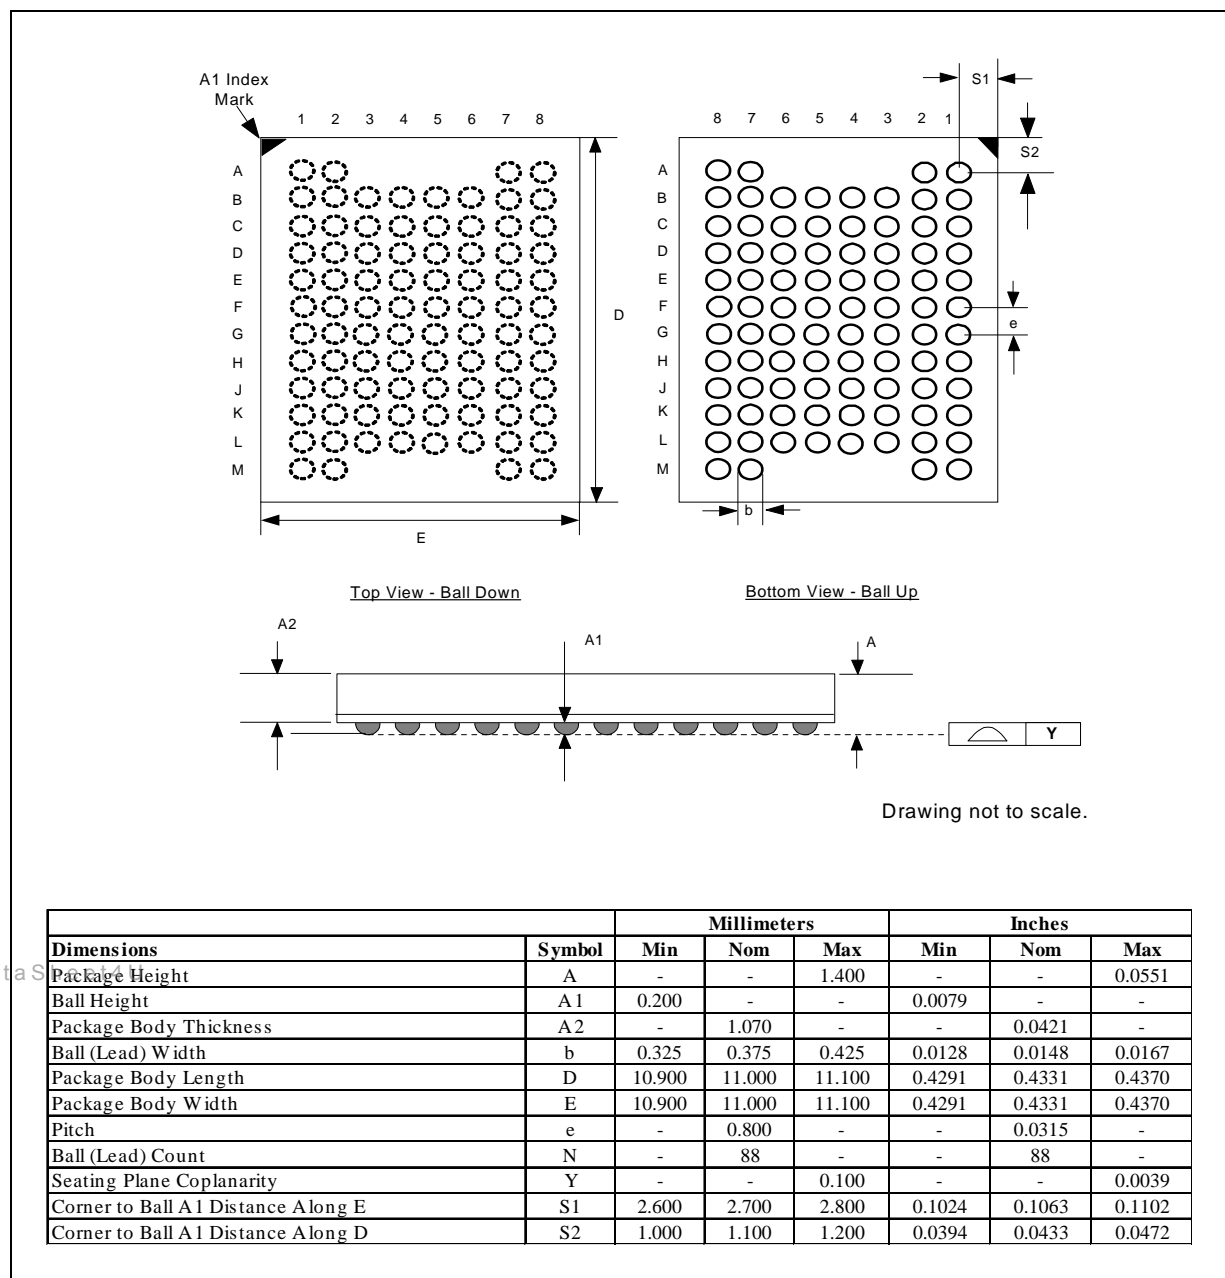 A1 Index
Mark
1 2 3 4 5 6 7 8
A
B
C
D
E
F
G
H
J
K
L
M
D
E
8 7 6 5 4 3 2 1
S1
S2
A
B
C
D
E
F
G
H
J
K
L
M
e
b
Top View - Ball Down
Bottom View - Ball Up
A2
A1
A
Y
Drawing not to scale.
Millimeters Inches
Dimensions Symbol Min Nom Max Min Nom Max
Package Height A - - 1.400 - - 0.0551
Ball Height A1 0.200 - - 0.0079 - -
Package Body Thickness A2 - 1.070 - - 0.0421 -
Ball (Lead) Width b 0.325 0.375 0.425 0.0128 0.0148 0.0167
Package Body Length D 10.900 11.000 11.100 0.4291 0.4331 0.4370
Package Body Width E 10.900 11.000 11.100 0.4291 0.4331 0.4370
Pitch e - 0.800 - - 0.0315 -
Ball (Lead) Count N - 88 - - 88 -
Seating Plane Coplanarity Y - - 0.100 - - 0.0039
Corner to Ball A1 Distance Along E S1 2.600 2.700 2.800 0.1024 0.1063 0.1102
Corner to Ball A1 Distance Along D S2 1.000 1.100 1.200 0.0394 0.0433 0.0472